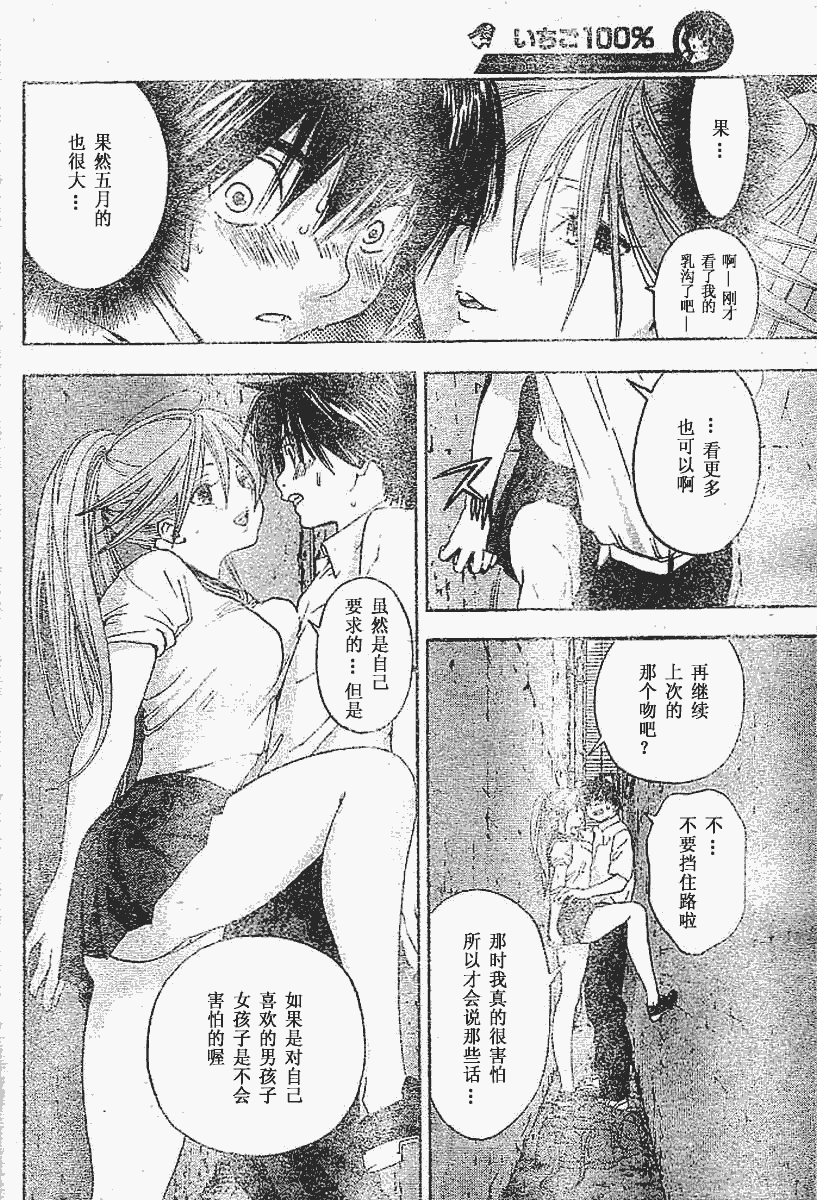 いちご100%
果…
啊—刚才
看了我的
乳沟了吧—
果然五月的
也很大…
…看更多
也可以啊
再继续
上次的
那个吻吧？
不…
不要挡住路啦
那时我真的很害怕
所以才会说那些话…
虽然是自己
要求的…但是
如果是对自己
喜欢的男孩子
女孩子是不会
害怕的喔